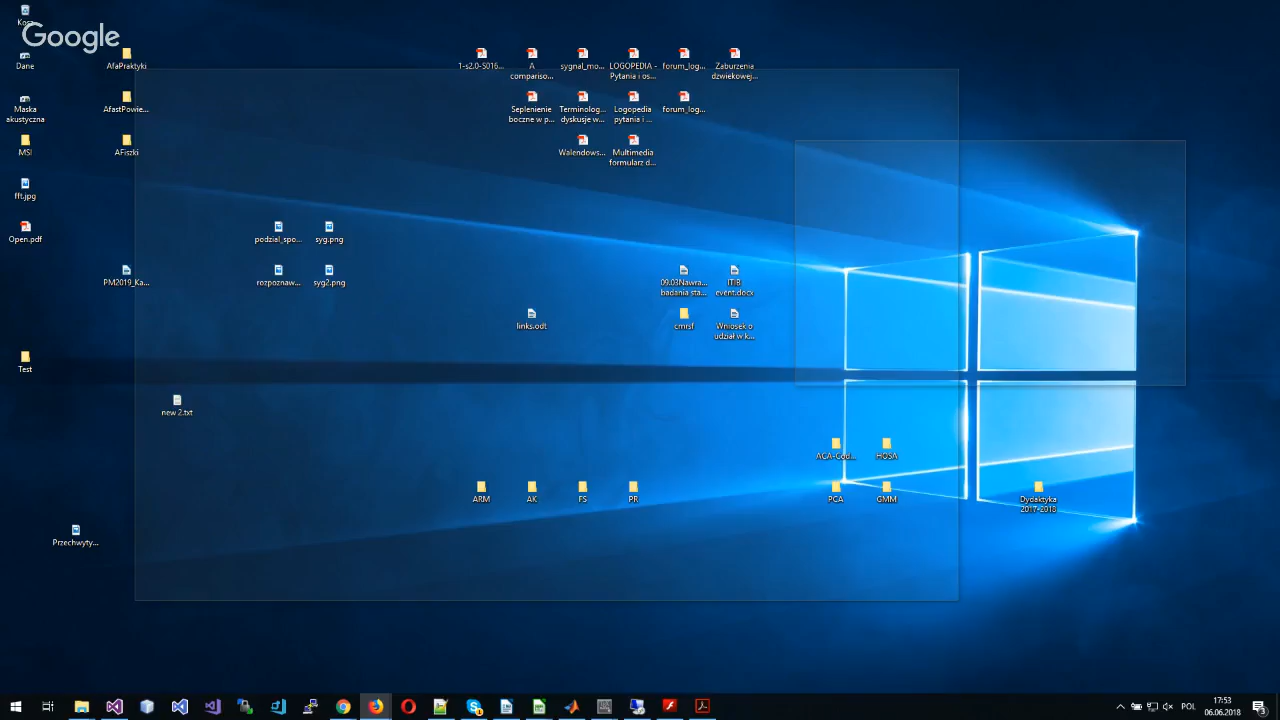 Kosz
Google
Dane
AfaPraktyki
1-s2.0-S016...
A
compariso...
sygnal_mo...
LOGOPEDIA -
Pytania i os...
forum_log...
Zaburzenia
dzwiekowej...
Maska
akustyczna
AfastPowie...
Seplenienie
boczne w p...
Terminolog...
dyskusje w...
Logopedia
pytania i ...
forum_log...
MSI
AFiszki
Walendows...
Multimedia
formularz d...
fft.jpg
Open.pdf
podzial_spo...
syg.png
PM2019_Ka...
rozpoznaw...
syg2.png
09.03Nawra...
badania sta...
ITIB
event.docx
links.odt
cmrsf
Wniosek o
udział w k...
Test
new 2.txt
ACA-Cod...
HOSA
ARM
AK
FS
PR
PCA
GMM
Dydaktyka
2017-2018
Przechwyty...
POL
17:53
06.06.2018
3